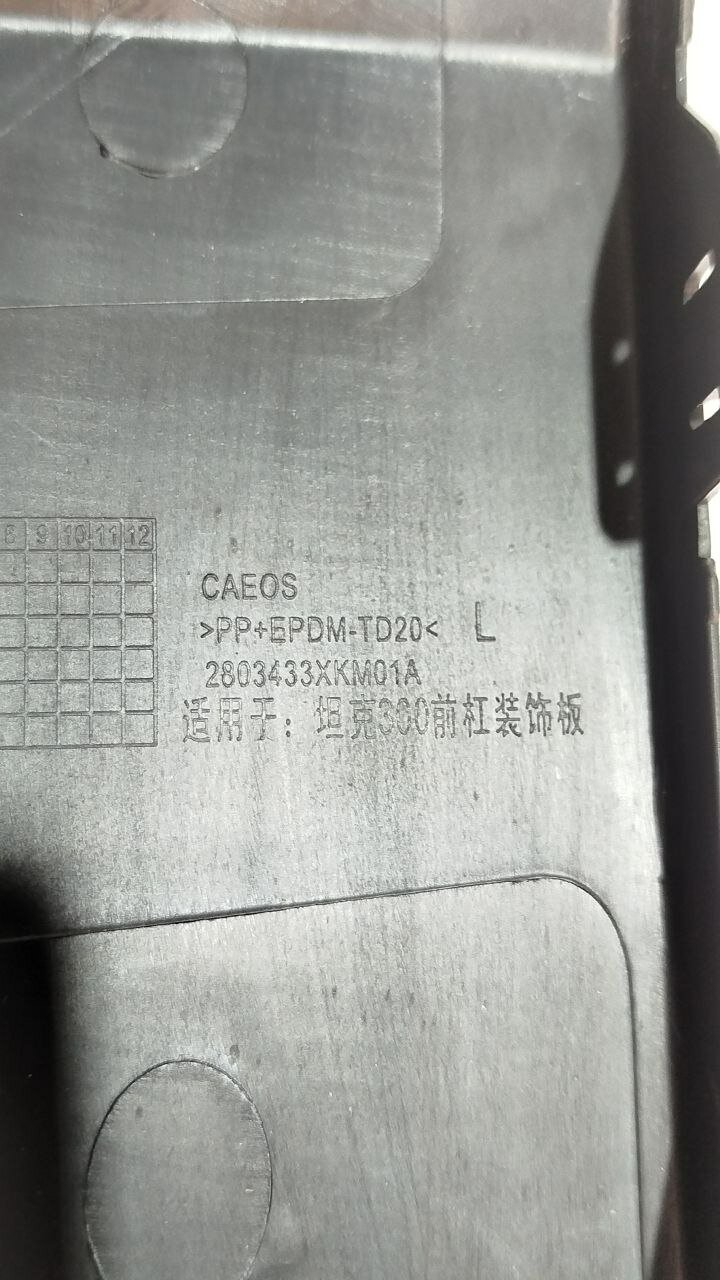 8 9 10 11 12
CAEOS
>PP+EPDM-TD20< L
2803433XKM01A
适用于：坦克300前杠装饰板